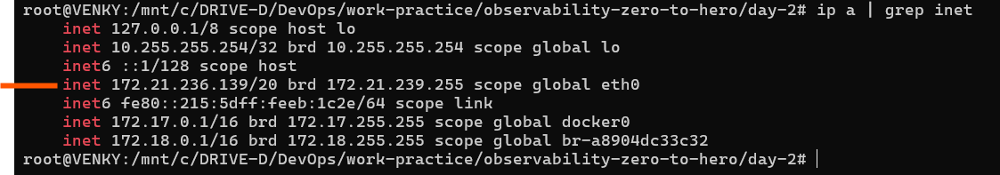 root@VENKY:/mnt/c/DRIVE-D/DevOps/work-practice/observability-zero-to-hero/day-2# ip a | grep inet
inet 127.0.0.1/8 scope host lo
inet 10.255.255.254/32 brd 10.255.255.254 scope global lo
inet6 ::1/128 scope host
inet 172.21.236.139/20 brd 172.21.239.255 scope global eth0
inet6 fe80::215:5dff:feeb:1c2e/64 scope link
inet 172.17.0.1/16 brd 172.17.255.255 scope global docker0
inet 172.18.0.1/16 brd 172.18.255.255 scope global br-a8904dc33c32
root@VENKY:/mnt/c/DRIVE-D/DevOps/work-practice/observability-zero-to-hero/day-2#